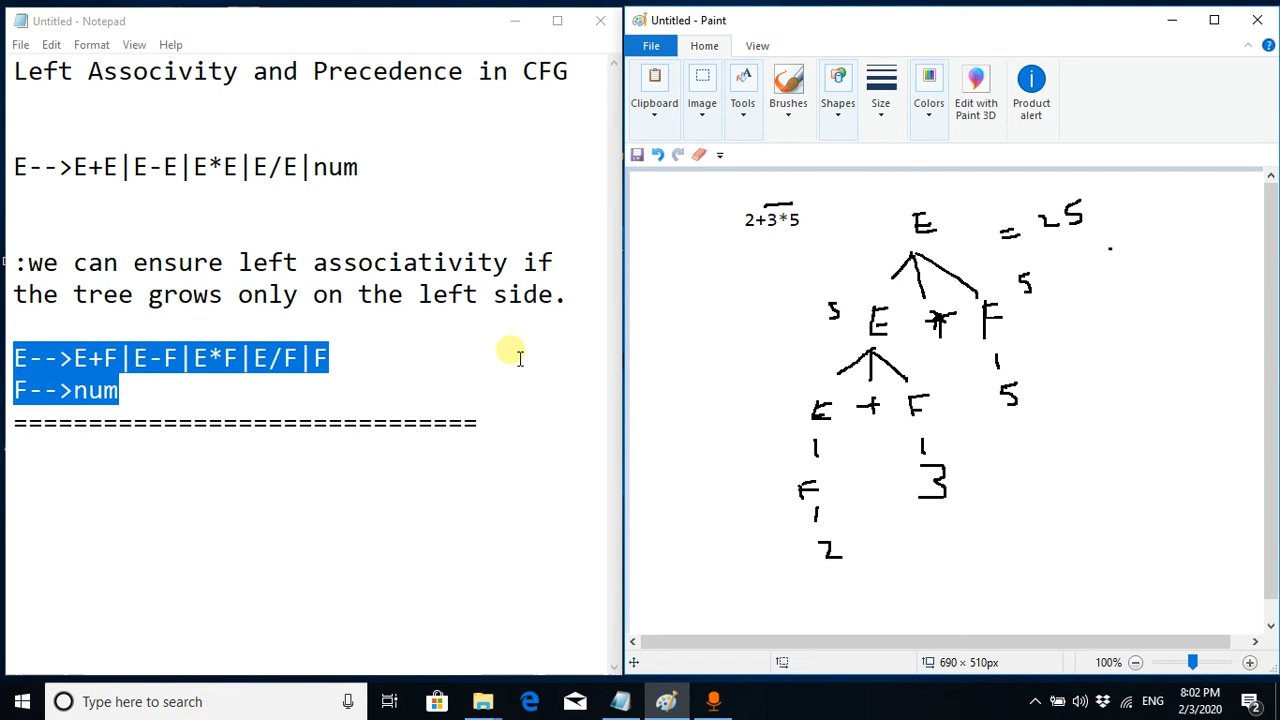 Untitled - Notepad
File Edit Format View Help
Left Associvity and Precedence in CFG
E-->E+E|E-E|E*E|E/E|num
:we can ensure left associativity if
the tree grows only on the left side.
E-->E+F|E-F|E*F|E/F|F
F-->num
===============================
Untitled - Paint
File Home View
Clipboard Image Tools Brushes Shapes Size Colors Edit with Paint 3D Product alert
2+3*5
E = 25
5 E * F 5
E + F 5
F 3
2
690 × 510px 100%
Type here to search
ENG
8:02 PM
2/3/2020
2